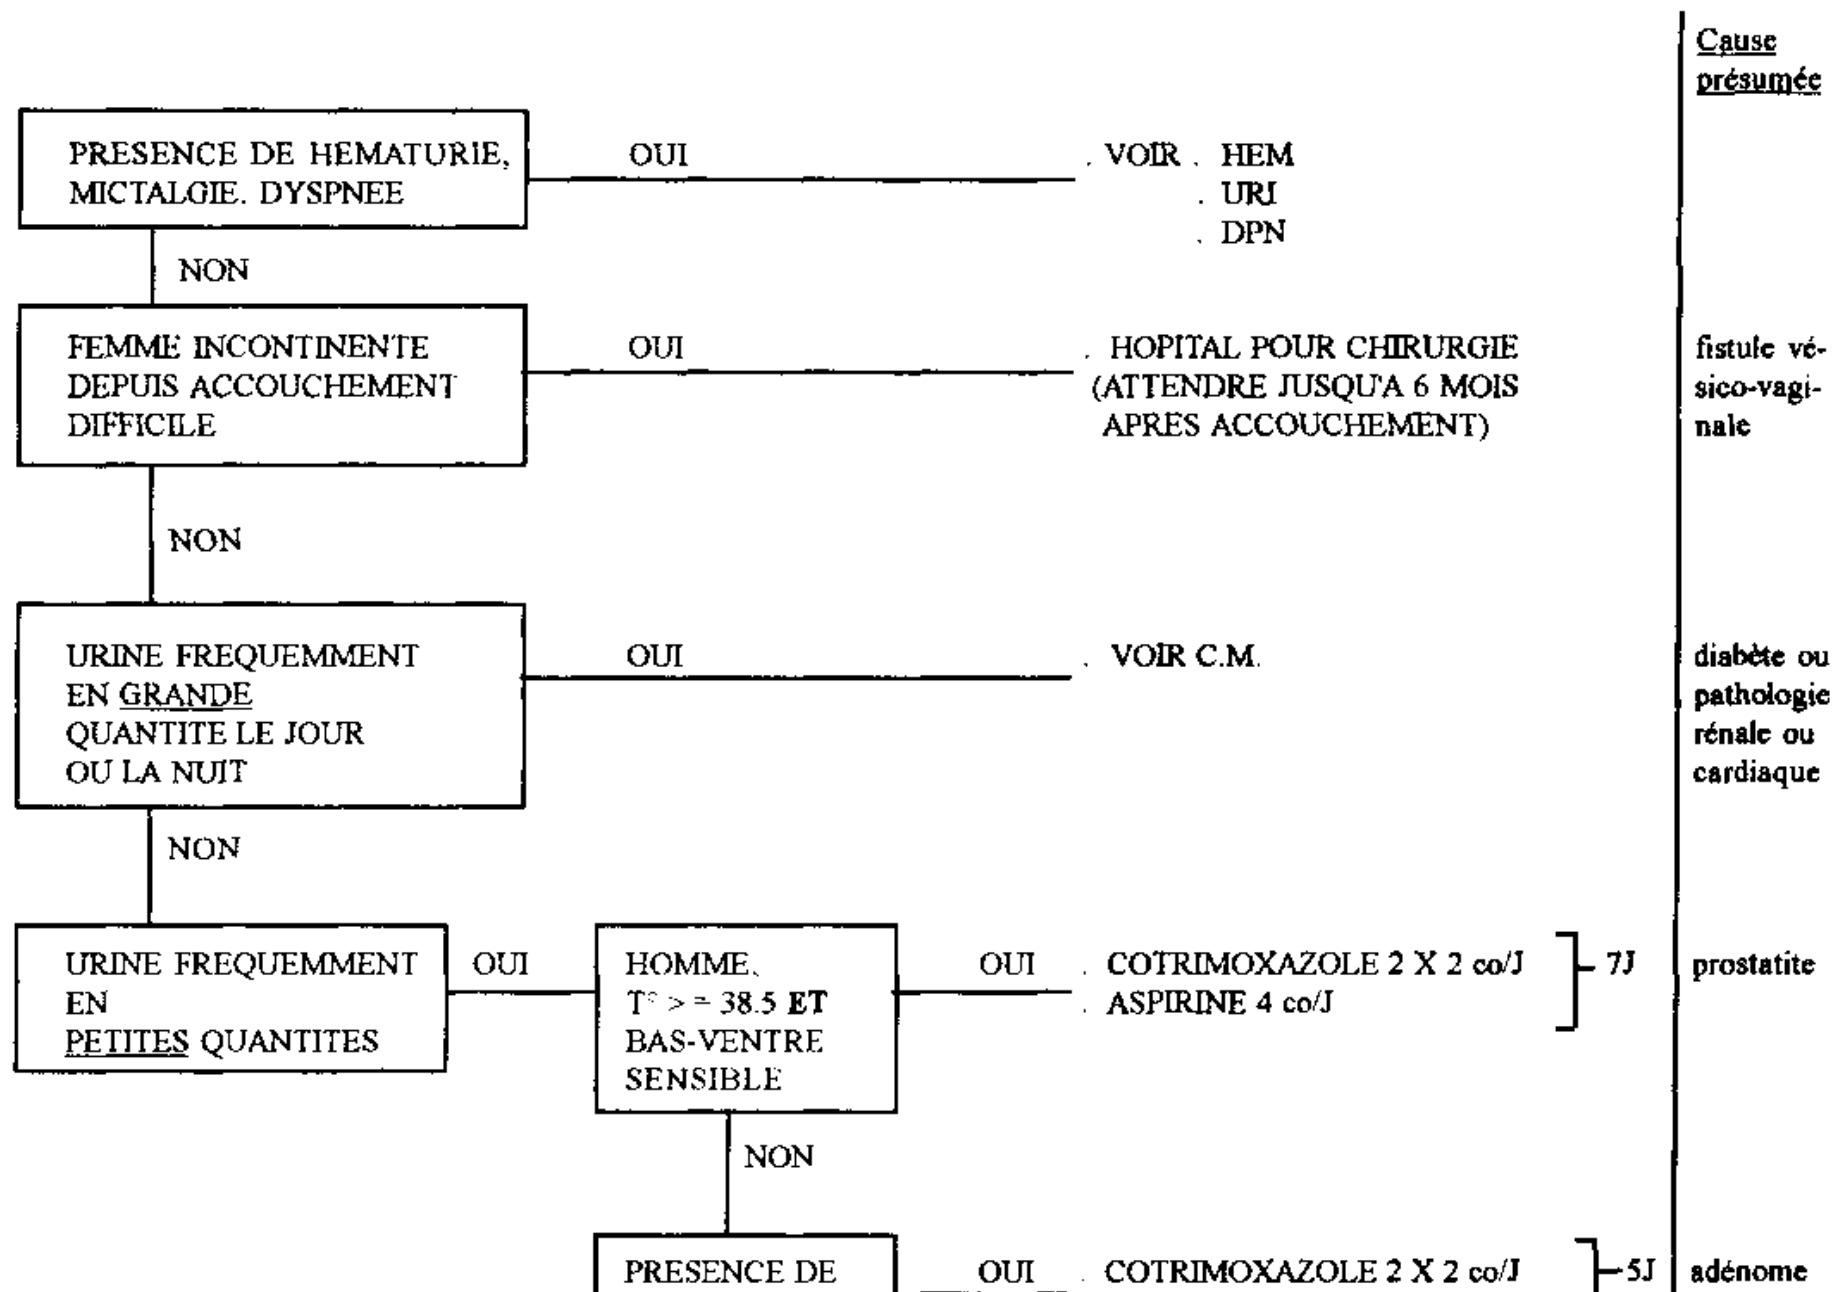 Cause
présumée
PRESENCE DE HEMATURIE,
MICTALGIE. DYSPNEE
OUI
. VOIR . HEM
. URI
. DPN
NON
FEMME INCONTINENTE
DEPUIS ACCOUCHEMENT
DIFFICILE
OUI
. HOPITAL POUR CHIRURGIE
(ATTENDRE JUSQU'A 6 MOIS
APRES ACCOUCHEMENT)
fistule vé-
sico-vagi-
nale
NON
URINE FREQUEMMENT
EN GRANDE
QUANTITE LE JOUR
OU LA NUIT
OUI
. VOIR C.M.
diabète ou
pathologie
rénale ou
cardiaque
NON
URINE FREQUEMMENT
EN
PETITES QUANTITES
OUI
HOMME,
T° > = 38.5 ET
BAS-VENTRE
SENSIBLE
OUI
. COTRIMOXAZOLE 2 X 2 co/J
. ASPIRINE 4 co/J
7J
prostatite
NON
PRESENCE DE
OUI
. COTRIMOXAZOLE 2 X 2 co/J
5J
adénome